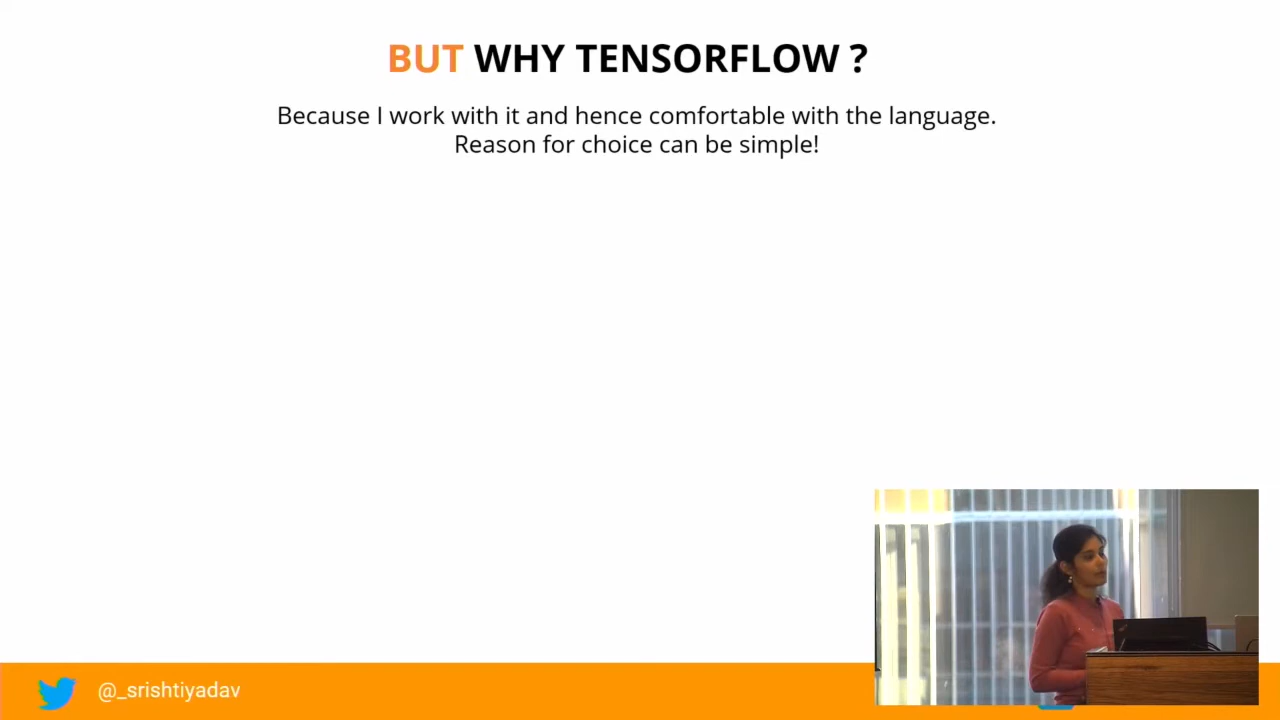 BUT WHY TENSORFLOW ?
Because I work with it and hence comfortable with the language.
Reason for choice can be simple!
@_srishtiyadav